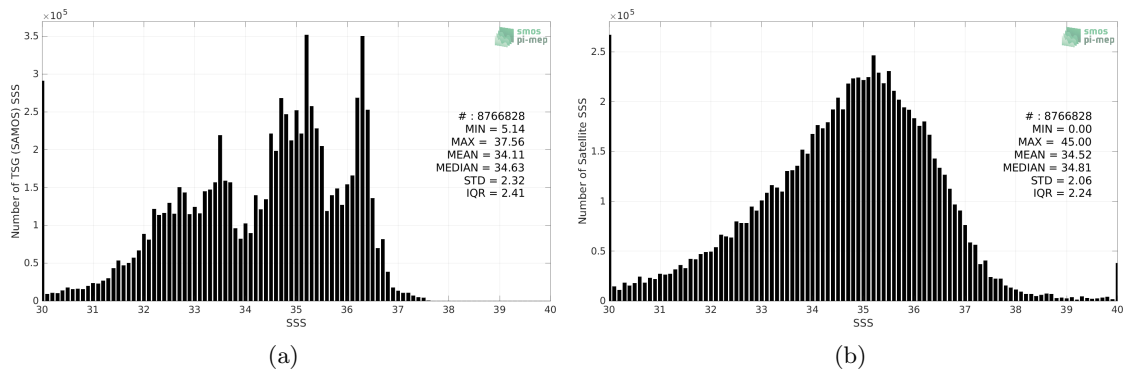 ×10⁵
3.5
3
2.5
2
1.5
1
0.5
0
30 31 32 33 34 35 36 37 38 39 40
SSS
Number of TSG (SAMOS) SSS
smos
pi-mep
# : 8766828
MIN = 5.14
MAX = 37.56
MEAN = 34.11
MEDIAN = 34.63
STD = 2.32
IQR = 2.41
(a)
×10⁵
2.5
2
1.5
1
0.5
0
30 31 32 33 34 35 36 37 38 39 40
SSS
Number of Satellite SSS
smos
pi-mep
# : 8766828
MIN = 0.00
MAX = 45.00
MEAN = 34.52
MEDIAN = 34.81
STD = 2.06
IQR = 2.24
(b)